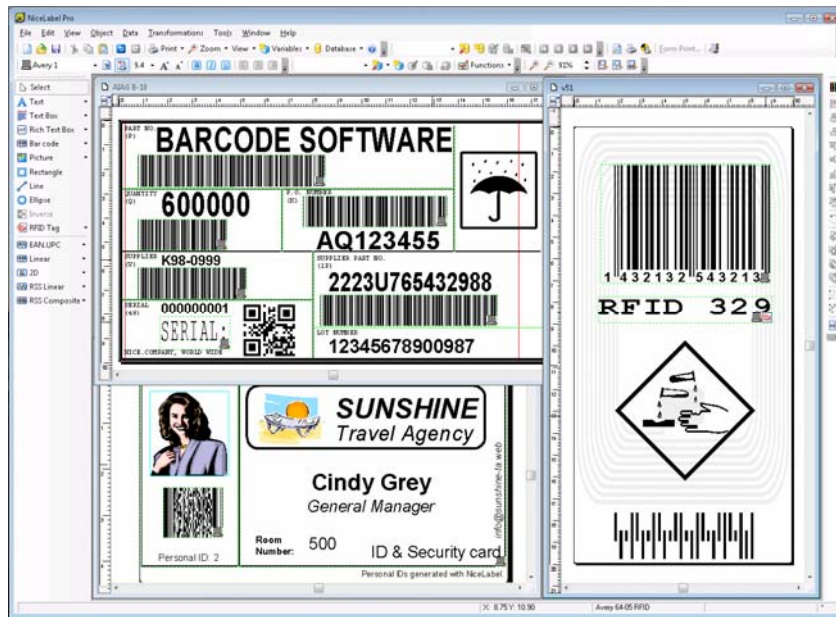 NiceLabel Pro
File Edit View Object Data Transformations Tools Window Help
Print Zoom View Variables Database Form Print...
Avery 1 3.4 Functions 91%
Select
Text
Text Box
Rich Text Box
Bar code
Picture
Rectangle
Line
Ellipse
Inverse
RFID Tag
EAN.UPC
Linear
2D
RSS Linear
RSS Composite
AIAG B-10
PART NO.
(P)
BARCODE SOFTWARE
QUANTITY
(Q)
600000
P.O. NUMBER
(K)
AQ123455
SUPPLIER
(V)
K98-0999
SUPPLIER PART NO.
(1P)
2223U765432988
SERIAL
(4S)
000000001
SERIAL:
NICE.COMPANY, WORLD WIDE
LOT NUMBER
12345678900987
SUNSHINE
Travel Agency
Cindy Grey
General Manager
info@sunshine-ta.web
Room
Number:
500
ID & Security card
Personal ID: 2
Personal IDs generated with NiceLabel
v51
1 432132 543213
RFID 329
X: 8.75 Y: 10.90
Avery 64-05 RFID